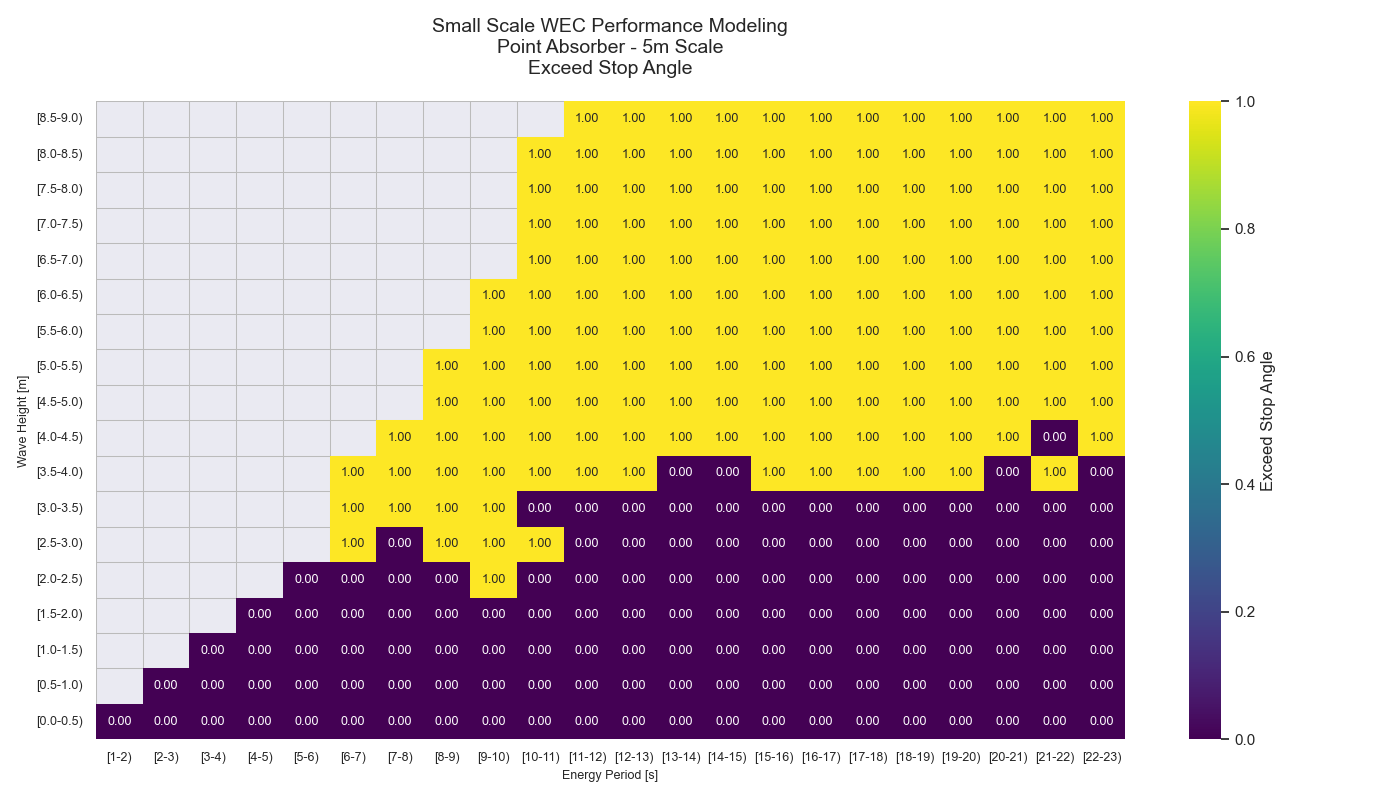 Small Scale WEC Performance Modeling
Point Absorber - 5m Scale
Exceed Stop Angle
Wave Height [m]
[8.5-9.0) 1.00 1.00 1.00 1.00 1.00 1.00 1.00 1.00 1.00 1.00 1.00 1.00
[8.0-8.5) 1.00 1.00 1.00 1.00 1.00 1.00 1.00 1.00 1.00 1.00 1.00 1.00 1.00
[7.5-8.0) 1.00 1.00 1.00 1.00 1.00 1.00 1.00 1.00 1.00 1.00 1.00 1.00 1.00
[7.0-7.5) 1.00 1.00 1.00 1.00 1.00 1.00 1.00 1.00 1.00 1.00 1.00 1.00 1.00
[6.5-7.0) 1.00 1.00 1.00 1.00 1.00 1.00 1.00 1.00 1.00 1.00 1.00 1.00 1.00
[6.0-6.5) 1.00 1.00 1.00 1.00 1.00 1.00 1.00 1.00 1.00 1.00 1.00 1.00 1.00 1.00
[5.5-6.0) 1.00 1.00 1.00 1.00 1.00 1.00 1.00 1.00 1.00 1.00 1.00 1.00 1.00 1.00
[5.0-5.5) 1.00 1.00 1.00 1.00 1.00 1.00 1.00 1.00 1.00 1.00 1.00 1.00 1.00 1.00 1.00
[4.5-5.0) 1.00 1.00 1.00 1.00 1.00 1.00 1.00 1.00 1.00 1.00 1.00 1.00 1.00 1.00 1.00
[4.0-4.5) 1.00 1.00 1.00 1.00 1.00 1.00 1.00 1.00 1.00 1.00 1.00 1.00 1.00 1.00 0.00 1.00
[3.5-4.0) 1.00 1.00 1.00 1.00 1.00 1.00 1.00 0.00 0.00 1.00 1.00 1.00 1.00 1.00 0.00 1.00 0.00
[3.0-3.5) 1.00 1.00 1.00 1.00 0.00 0.00 0.00 0.00 0.00 0.00 0.00 0.00 0.00 0.00 0.00 0.00 0.00
[2.5-3.0) 1.00 0.00 1.00 1.00 1.00 0.00 0.00 0.00 0.00 0.00 0.00 0.00 0.00 0.00 0.00 0.00 0.00
[2.0-2.5) 0.00 0.00 0.00 0.00 1.00 0.00 0.00 0.00 0.00 0.00 0.00 0.00 0.00 0.00 0.00 0.00 0.00 0.00
[1.5-2.0) 0.00 0.00 0.00 0.00 0.00 0.00 0.00 0.00 0.00 0.00 0.00 0.00 0.00 0.00 0.00 0.00 0.00 0.00 0.00
[1.0-1.5) 0.00 0.00 0.00 0.00 0.00 0.00 0.00 0.00 0.00 0.00 0.00 0.00 0.00 0.00 0.00 0.00 0.00 0.00 0.00 0.00
[0.5-1.0) 0.00 0.00 0.00 0.00 0.00 0.00 0.00 0.00 0.00 0.00 0.00 0.00 0.00 0.00 0.00 0.00 0.00 0.00 0.00 0.00 0.00
[0.0-0.5) 0.00 0.00 0.00 0.00 0.00 0.00 0.00 0.00 0.00 0.00 0.00 0.00 0.00 0.00 0.00 0.00 0.00 0.00 0.00 0.00 0.00 0.00
[1-2) [2-3) [3-4) [4-5) [5-6) [6-7) [7-8) [8-9) [9-10) [10-11) [11-12) [12-13) [13-14) [14-15) [15-16) [16-17) [17-18) [18-19) [19-20) [20-21) [21-22) [22-23)
Energy Period [s]
1.0
0.8
0.6
0.4
0.2
0.0
Exceed Stop Angle